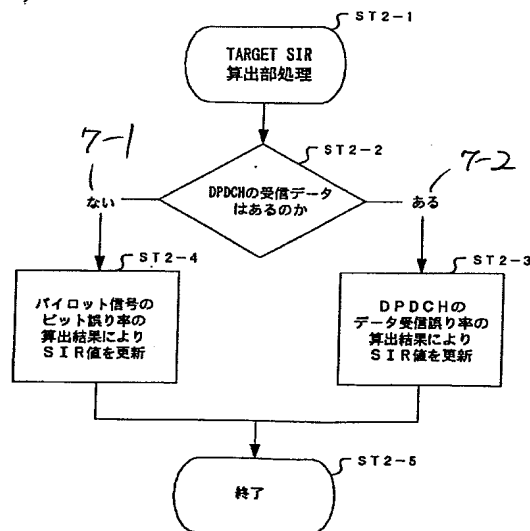 ST2-1
TARGET SIR
算出部処理
7-1
ST2-2
7-2
DPDCHの受信データ
はあるのか
ない
ある
ST2-4
ST2-3
パイロット信号の
ビット誤り率の
算出結果により
SIR値を更新
DPDCHの
データ受信誤り率の
算出結果により
SIR値を更新
ST2-5
終了